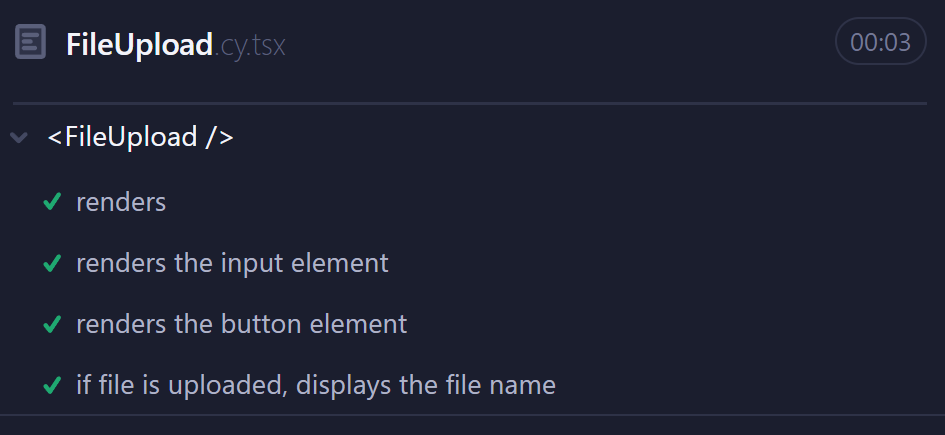 FileUpload.cy.tsx
00:03
<FileUpload />
renders
renders the input element
renders the button element
if file is uploaded, displays the file name